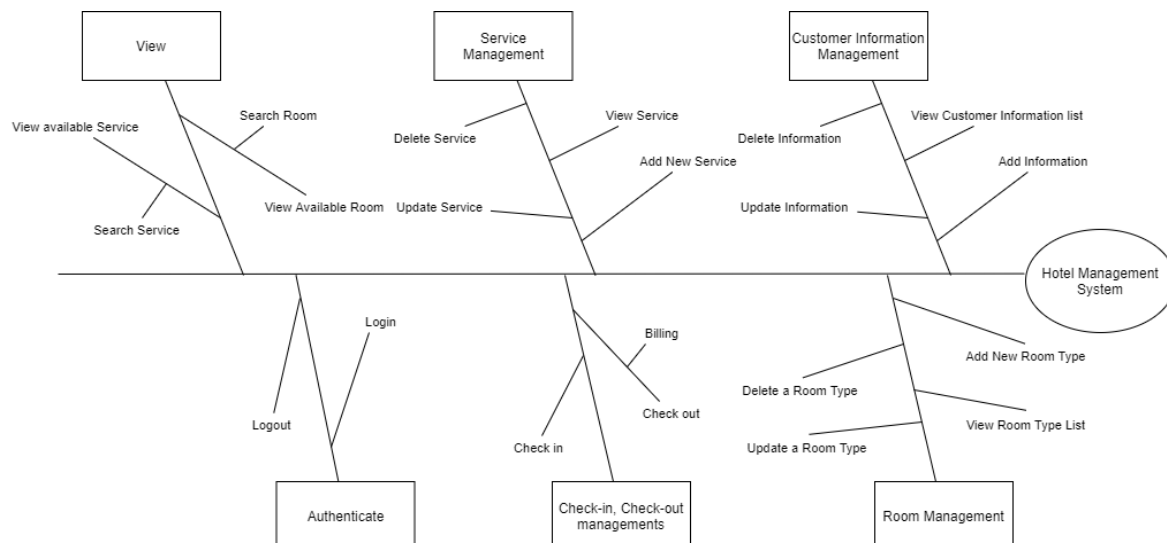 View
Service
Management
Customer Information
Management
Search Room
View available Service
Delete Service
View Service
Delete Information
View Customer Information list
Add New Service
Add Information
View Available Room
Update Service
Update Information
Search Service
Hotel Management
System
Login
Billing
Add New Room Type
Delete a Room Type
Logout
Check out
View Room Type List
Check in
Update a Room Type
Authenticate
Check-in, Check-out
managements
Room Management